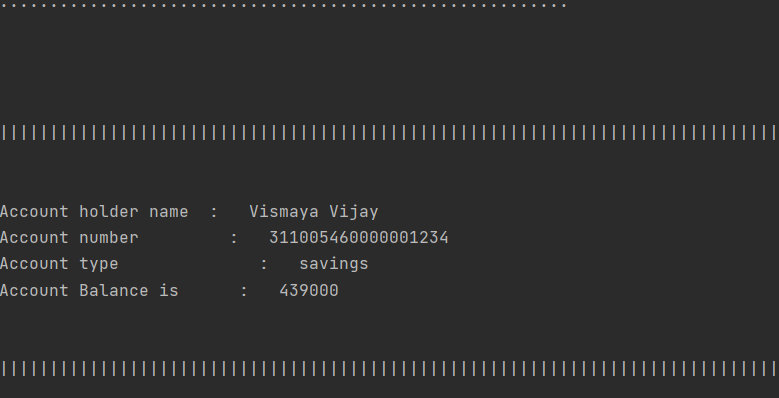 .........................................................
||||||||||||||||||||||||||||||||||||||||||||||||||||||||||||||||||||||||||||||
Account holder name  :   Vismaya Vijay
Account number         :   311005460000001234
Account type              :   savings
Account Balance is      :   439000
||||||||||||||||||||||||||||||||||||||||||||||||||||||||||||||||||||||||||||||